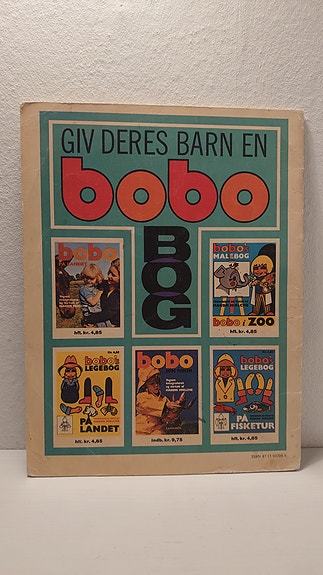 GIV DERES BARN EN
bobo
BOG
bobo
hft. kr. 4,85
bobo's
MALEBOG
bobo i ZOO
hft. kr. 4,85
bobo's
LEGEBOG
PÅ
LANDET
hft. kr. 4,85
bobo
indb. kr. 9,75
bobo's
LEGEBOG
PÅ
FISKETUR
hft. kr. 4,85